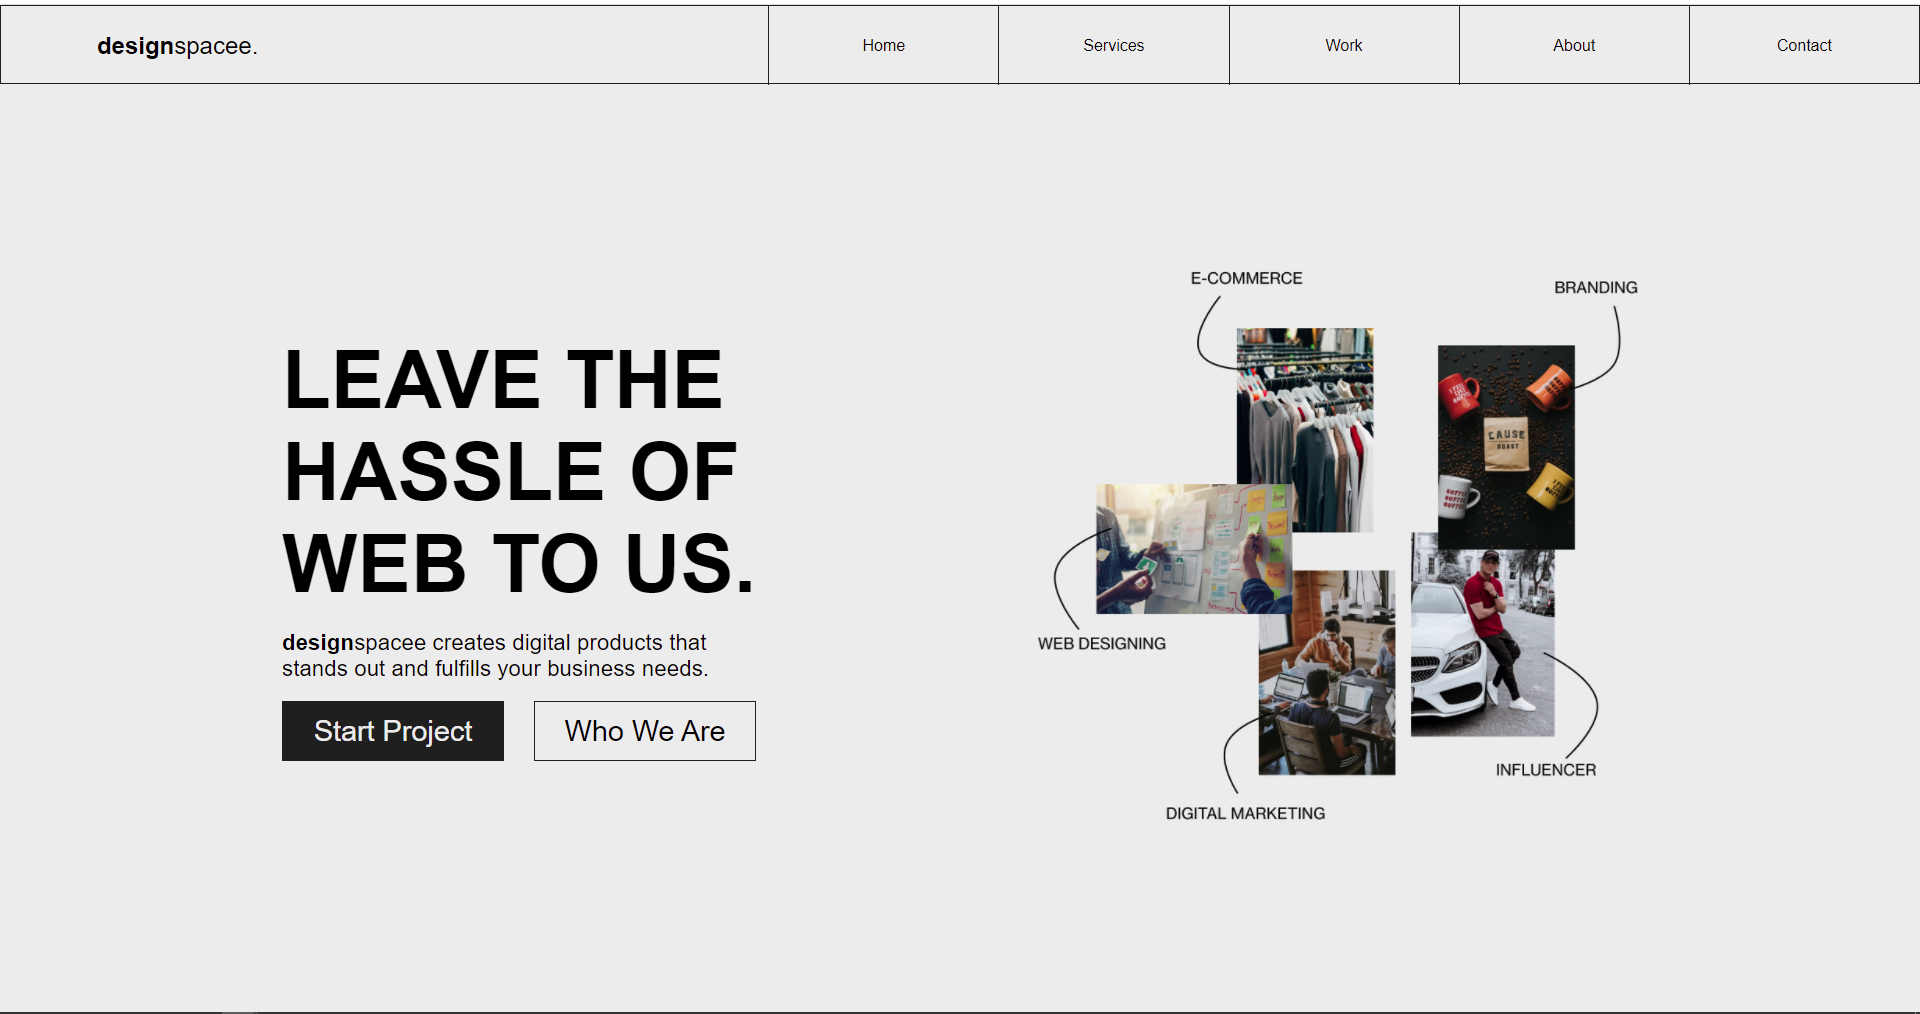 designspacee.
Home
Services
Work
About
Contact
LEAVE THE
HASSLE OF
WEB TO US.
designspacee creates digital products that
stands out and fulfills your business needs.
Start Project
Who We Are
E-COMMERCE
BRANDING
CAUSE
ROAST
WEB DESIGNING
INFLUENCER
DIGITAL MARKETING